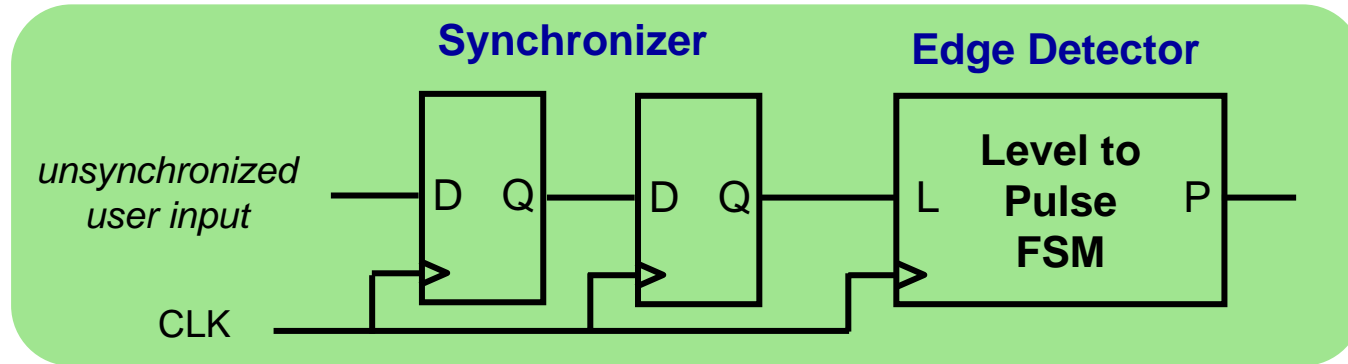 Synchronizer
Edge Detector
unsynchronized
user input
D Q
D Q
L
Level to
Pulse
FSM
P
CLK